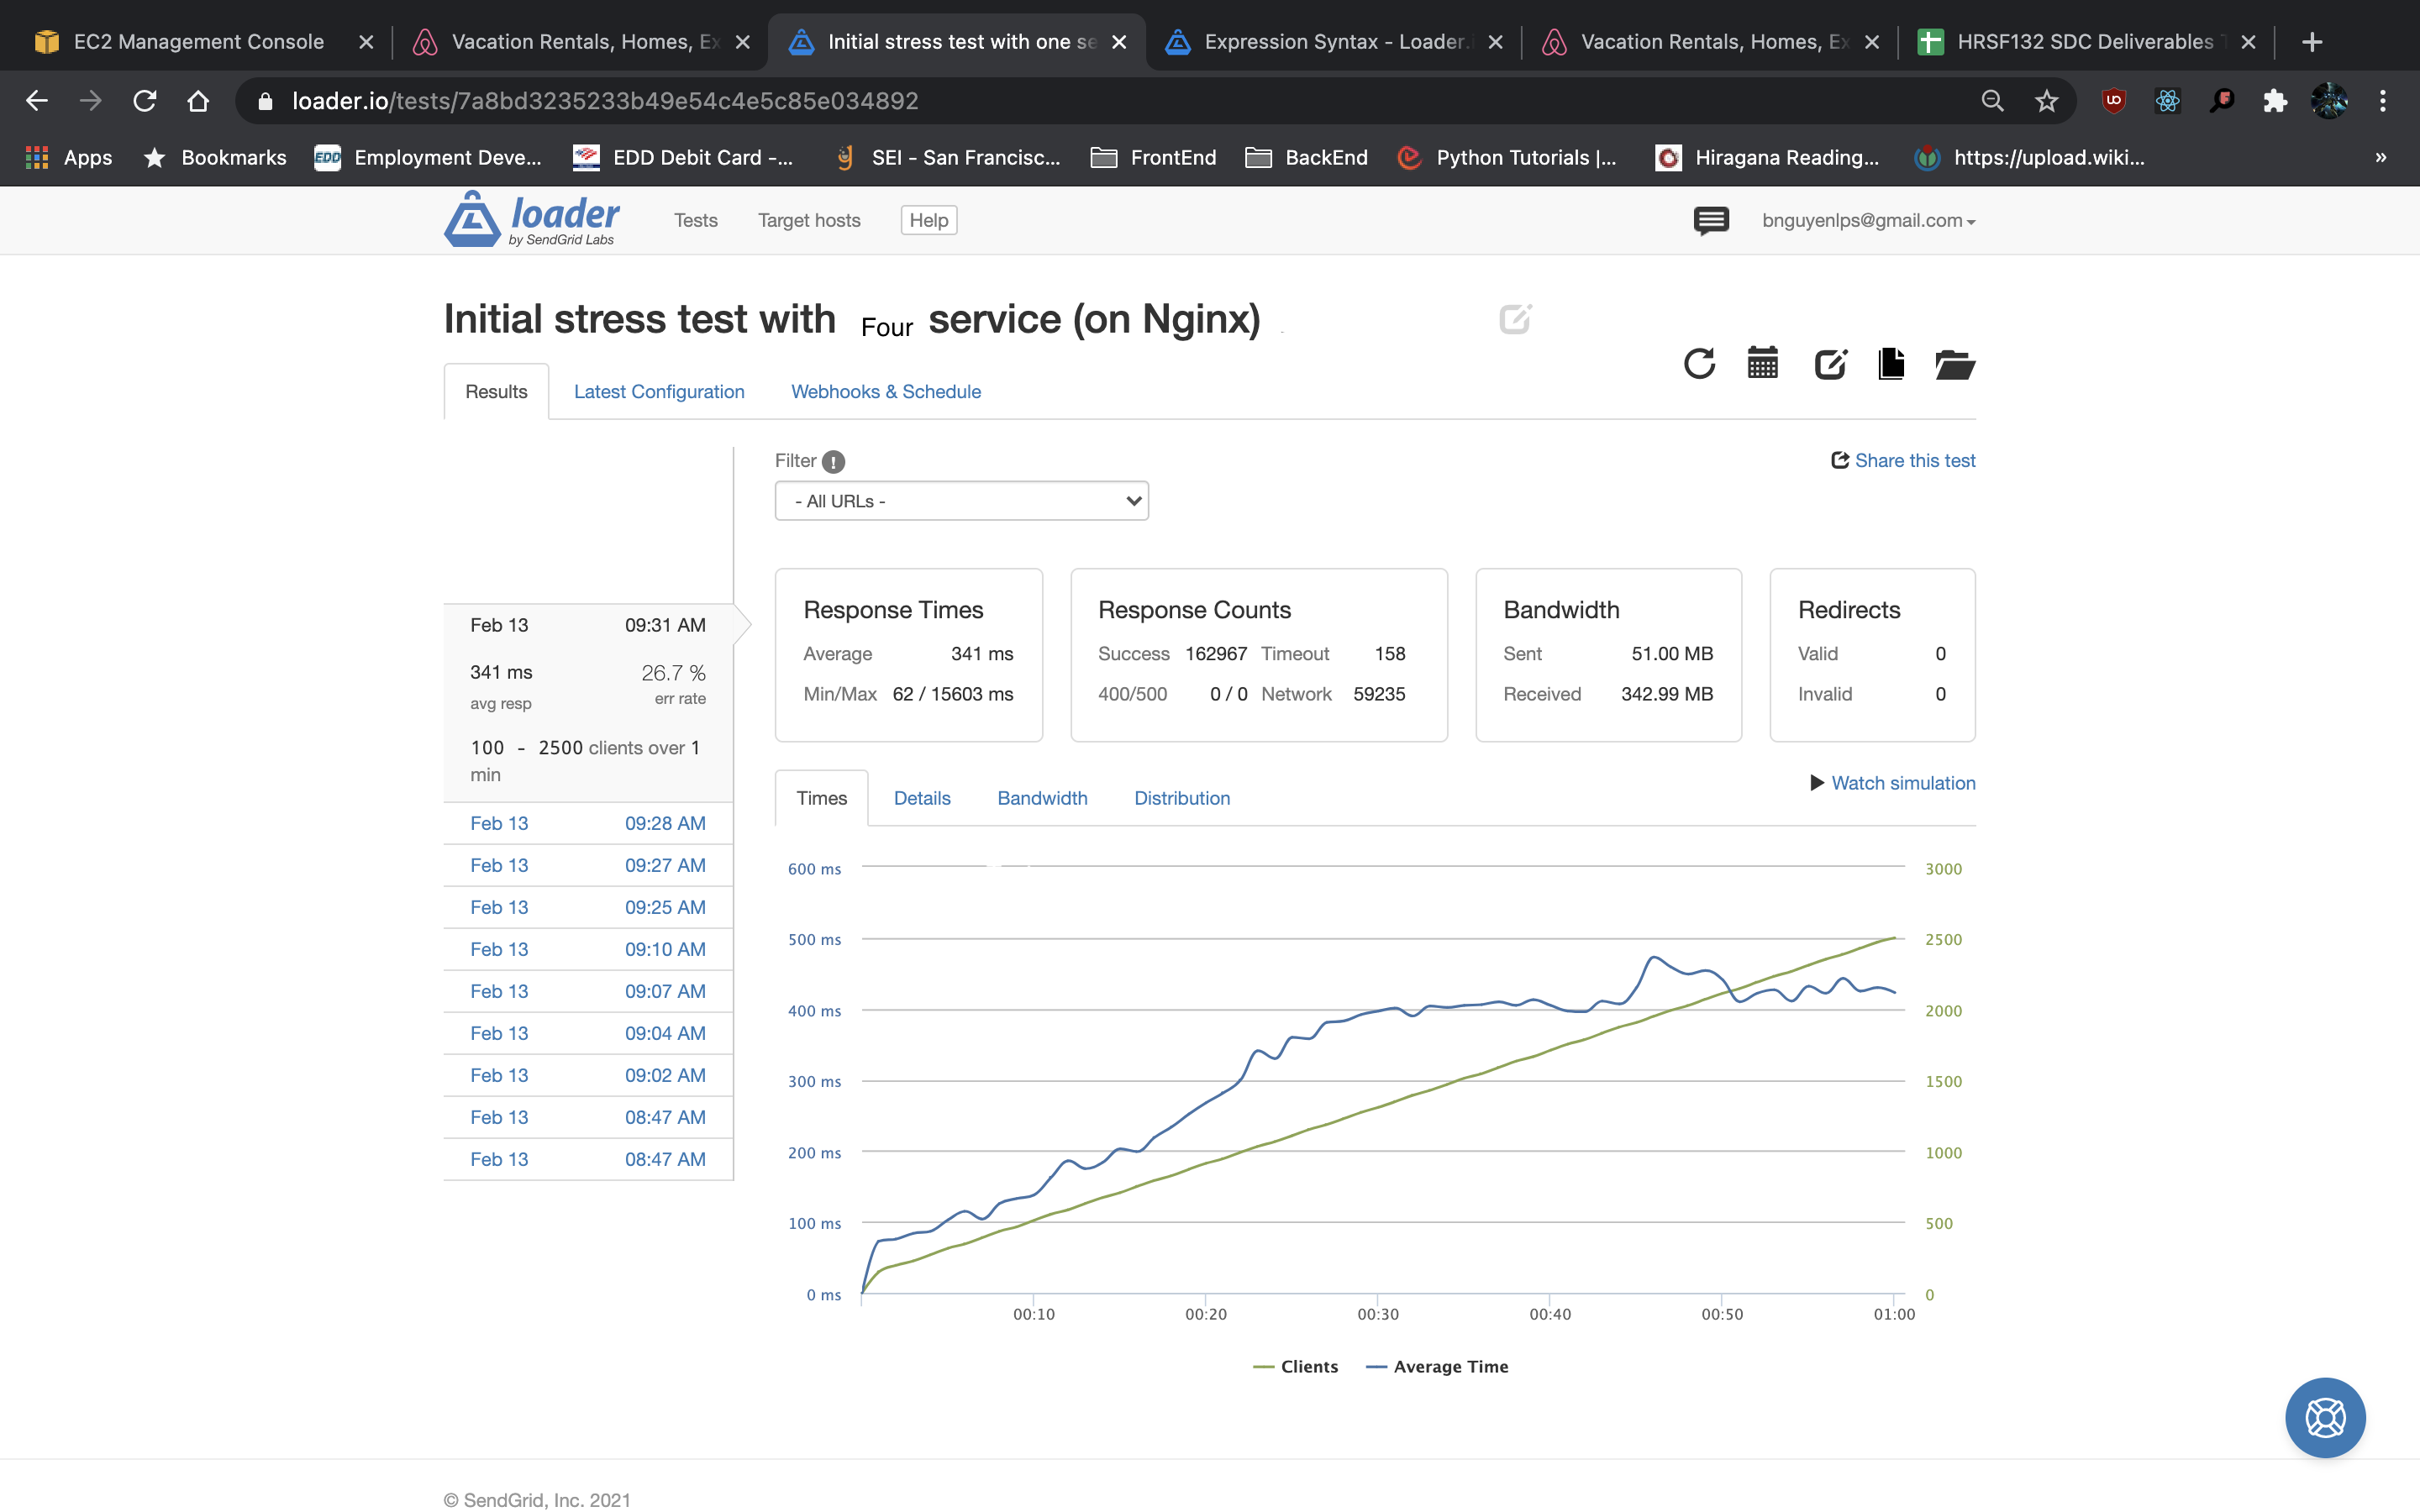 EC2 Management Console
Vacation Rentals, Homes, Ex
Initial stress test with one se
Expression Syntax - Loader.i
Vacation Rentals, Homes, Ex
HRSF132 SDC Deliverables T
loader.io/tests/7a8bd3235233b49e54c4e5c85e034892
Apps
Bookmarks
EDD
Employment Deve...
EDD Debit Card -...
SEI - San Francisc...
FrontEnd
BackEnd
Python Tutorials |...
Hiragana Reading...
https://upload.wiki...
»
loader
by SendGrid Labs
Tests
Target hosts
Help
bnguyenlps@gmail.com
Initial stress test with Four service (on Nginx)
Results
Latest Configuration
Webhooks & Schedule
Filter !
Share this test
- All URLs -
Feb 13 09:31 AM
341 ms 26.7 %
avg resp err rate
100 - 2500 clients over 1
min
Feb 13 09:28 AM
Feb 13 09:27 AM
Feb 13 09:25 AM
Feb 13 09:10 AM
Feb 13 09:07 AM
Feb 13 09:04 AM
Feb 13 09:02 AM
Feb 13 08:47 AM
Feb 13 08:47 AM
Response Times
Average 341 ms
Min/Max 62 / 15603 ms
Response Counts
Success 162967 Timeout 158
400/500 0 / 0 Network 59235
Bandwidth
Sent 51.00 MB
Received 342.99 MB
Redirects
Valid 0
Invalid 0
Times
Details
Bandwidth
Distribution
Watch simulation
600 ms 3000
500 ms 2500
400 ms 2000
300 ms 1500
200 ms 1000
100 ms 500
0 ms 0
00:10 00:20 00:30 00:40 00:50 01:00
Clients Average Time
© SendGrid, Inc. 2021